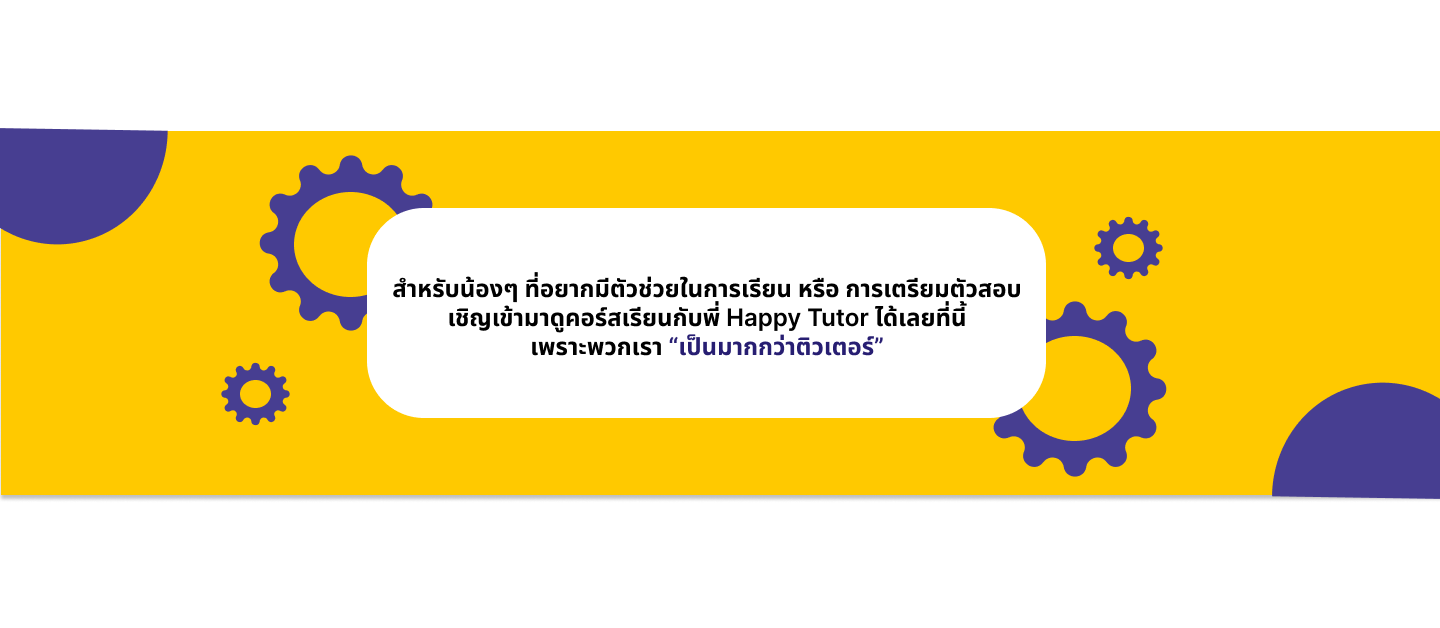 สำหรับน้องๆ ที่อยากมีตัวช่วยในการเรียน หรือ การเตรียมตัวสอบ
เชิญเข้ามาดูคอร์สเรียนกับพี่ Happy Tutor ได้เลยที่นี้
เพราะพวกเรา “เป็นมากกว่าติวเตอร์”